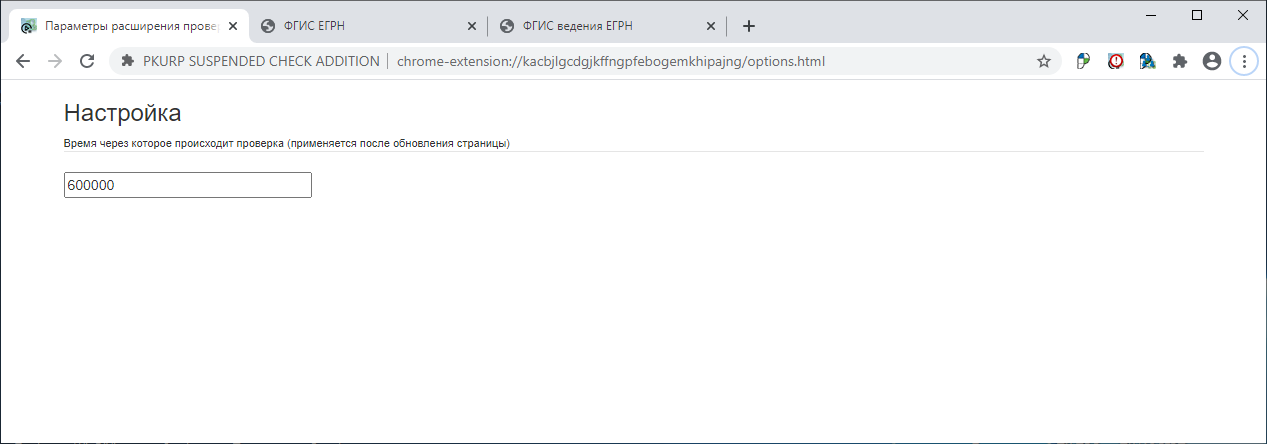 Параметры расширения прове
ФГИС ЕГРН
ФГИС ведения ЕГРН
PKURP SUSPENDED CHECK ADDITION
chrome-extension://kacbjlgcdgjkffngpfebogemkhipajng/options.html
Настройка
Время через которое происходит проверка (применяется после обновления страницы)
600000